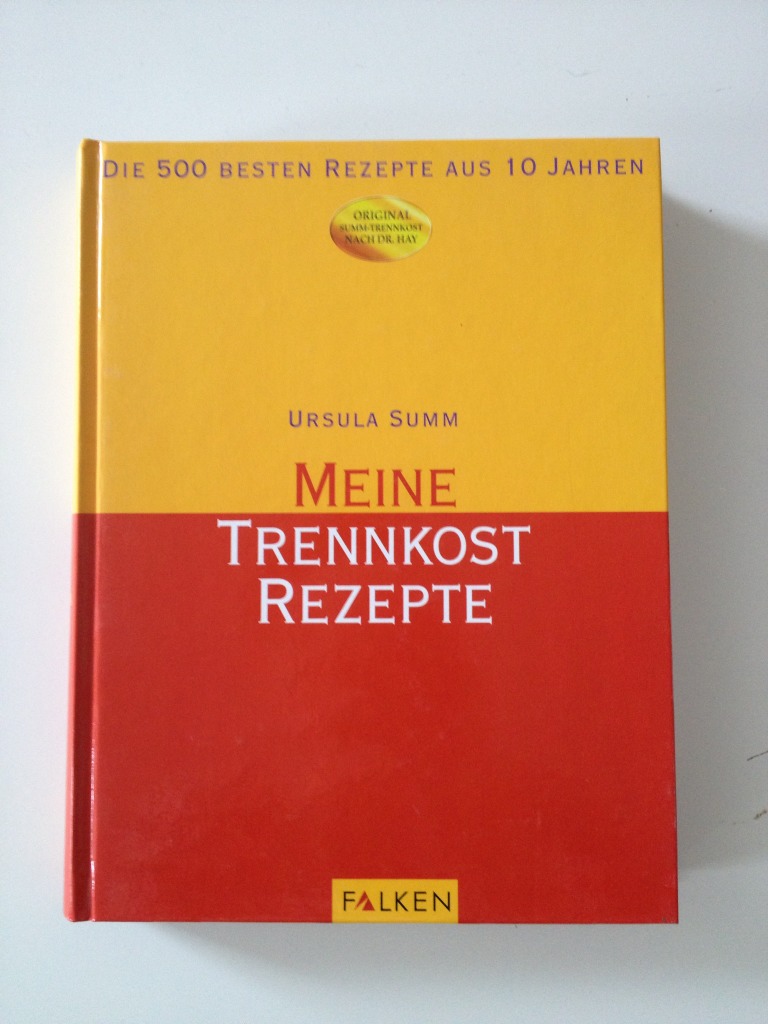 DIE 500 BESTEN REZEPTE AUS 10 JAHREN
ORIGINAL
SUMM-TRENNKOST
NACH DR. HAY
URSULA SUMM
MEINE
TRENNKOST
REZEPTE
FALKEN